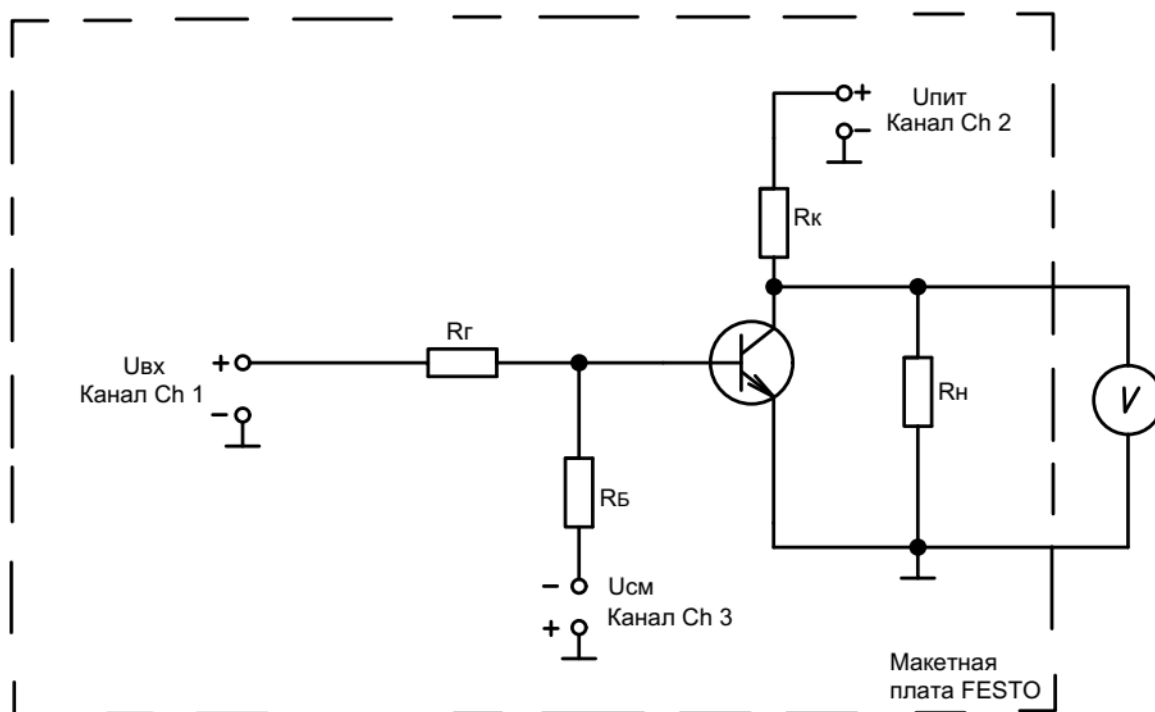 +
Uпит
Канал Ch 2
−
Rк
Rг
Uвх
Канал Ch 1
+
−
Rн
V
RБ
−
Uсм
Канал Ch 3
+
Макетная
плата FESTO